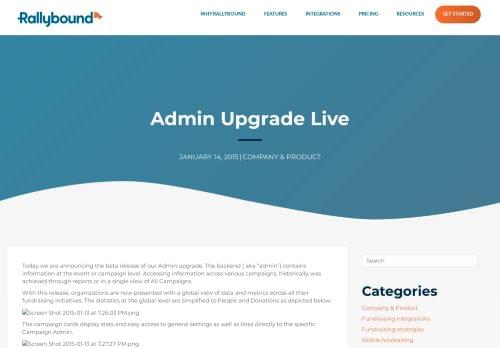 Rallybound
WHY RALLYBOUND
FEATURES
INTEGRATIONS
PRICING
RESOURCES
GET STARTED
Admin Upgrade Live
JANUARY 14, 2015 | COMPANY & PRODUCT
Today we are announcing the beta release of our Admin upgrade. The backend ( aka "admin") contains
information at the event or campaign level. Accessing information across various campaigns, historically, was
achieved through reports or in a single view of All Campaigns.
With this release, organizations are now presented with a global view of data and metrics across all their
fundraising initiatives. The statistics at the global level are simplified to People and Donations as depicted below.
Screen Shot 2015-01-13 at 7.26.03 PM.png
The campaign cards display stats and easy access to general settings as well as links directly to the specific
Campaign Admin.
Screen Shot 2015-01-13 at 7.27.27 PM.png
Search
Categories
Company & Product
Fundraising integrations
Fundraising strategies
Mobile fundraising